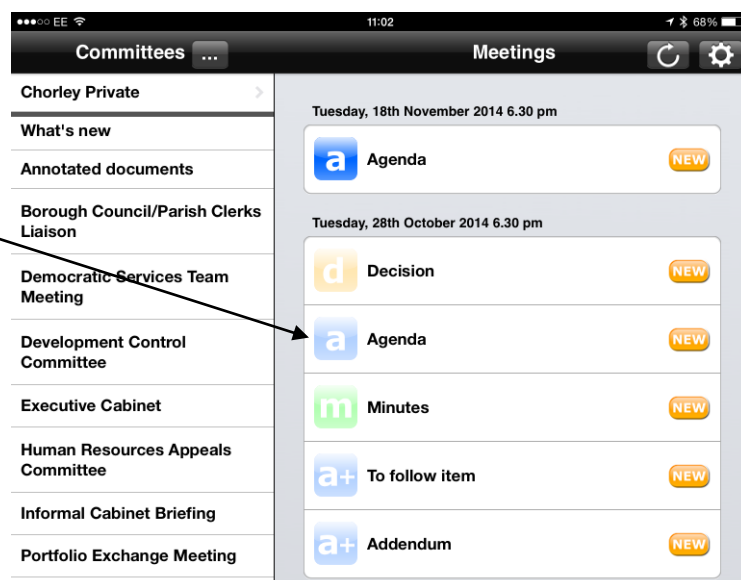 EE 11:02 68%
Committees ... Meetings
Chorley Private
What's new
Annotated documents
Borough Council/Parish Clerks
Liaison
Democratic Services Team
Meeting
Development Control
Committee
Executive Cabinet
Human Resources Appeals
Committee
Informal Cabinet Briefing
Portfolio Exchange Meeting
Tuesday, 18th November 2014 6.30 pm
a Agenda NEW
Tuesday, 28th October 2014 6.30 pm
d Decision NEW
a Agenda NEW
m Minutes NEW
a+ To follow item NEW
a+ Addendum NEW